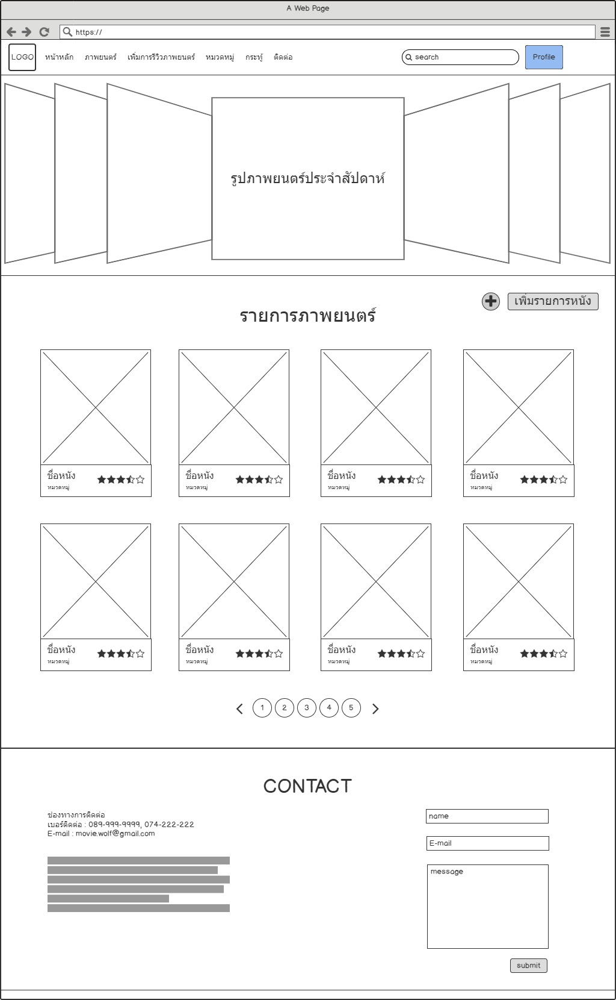 A Web Page
https://
LOGO หน้าหลัก ภาพยนตร์ เพิ่มการรีวิวภาพยนตร์ หมวดหมู่ กระทู้ ติดต่อ search Profile
รูปภาพยนตร์ประจำสัปดาห์
เพิ่มรายการหนัง
รายการภาพยนตร์
ชื่อหนัง ชื่อหนัง ชื่อหนัง ชื่อหนัง
หมวดหมู่ หมวดหมู่ หมวดหมู่ หมวดหมู่
ชื่อหนัง ชื่อหนัง ชื่อหนัง ชื่อหนัง
หมวดหมู่ หมวดหมู่ หมวดหมู่ หมวดหมู่
1 2 3 4 5
CONTACT
ช่องทางการติดต่อ
เบอร์ติดต่อ : 089-999-9999, 074-222-222
E-mail : movie.wolf@gmail.com
name
E-mail
message
submit